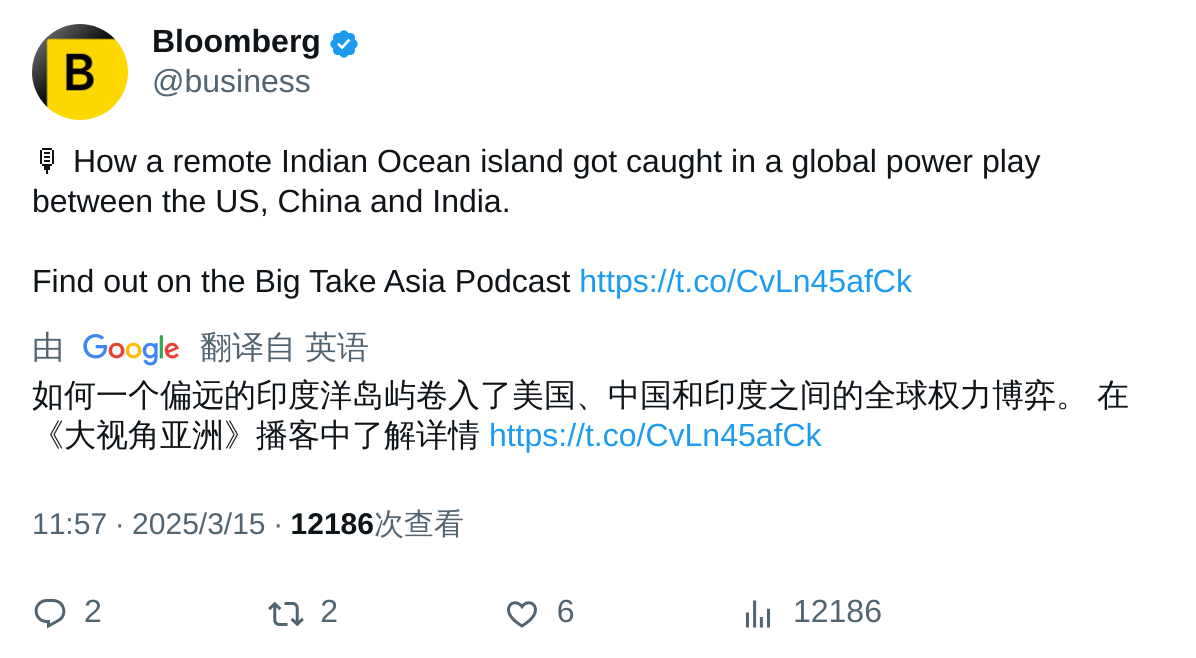 B
Bloomberg
@business
🎙 How a remote Indian Ocean island got caught in a global power play
between the US, China and India.
Find out on the Big Take Asia Podcast https://t.co/CvLn45afCk
由 Google 翻译自 英语
如何一个偏远的印度洋岛屿卷入了美国、中国和印度之间的全球权力博弈。 在
《大视角亚洲》播客中了解详情 https://t.co/CvLn45afCk
11:57 · 2025/3/15 · 12186次查看
2 2 6 12186